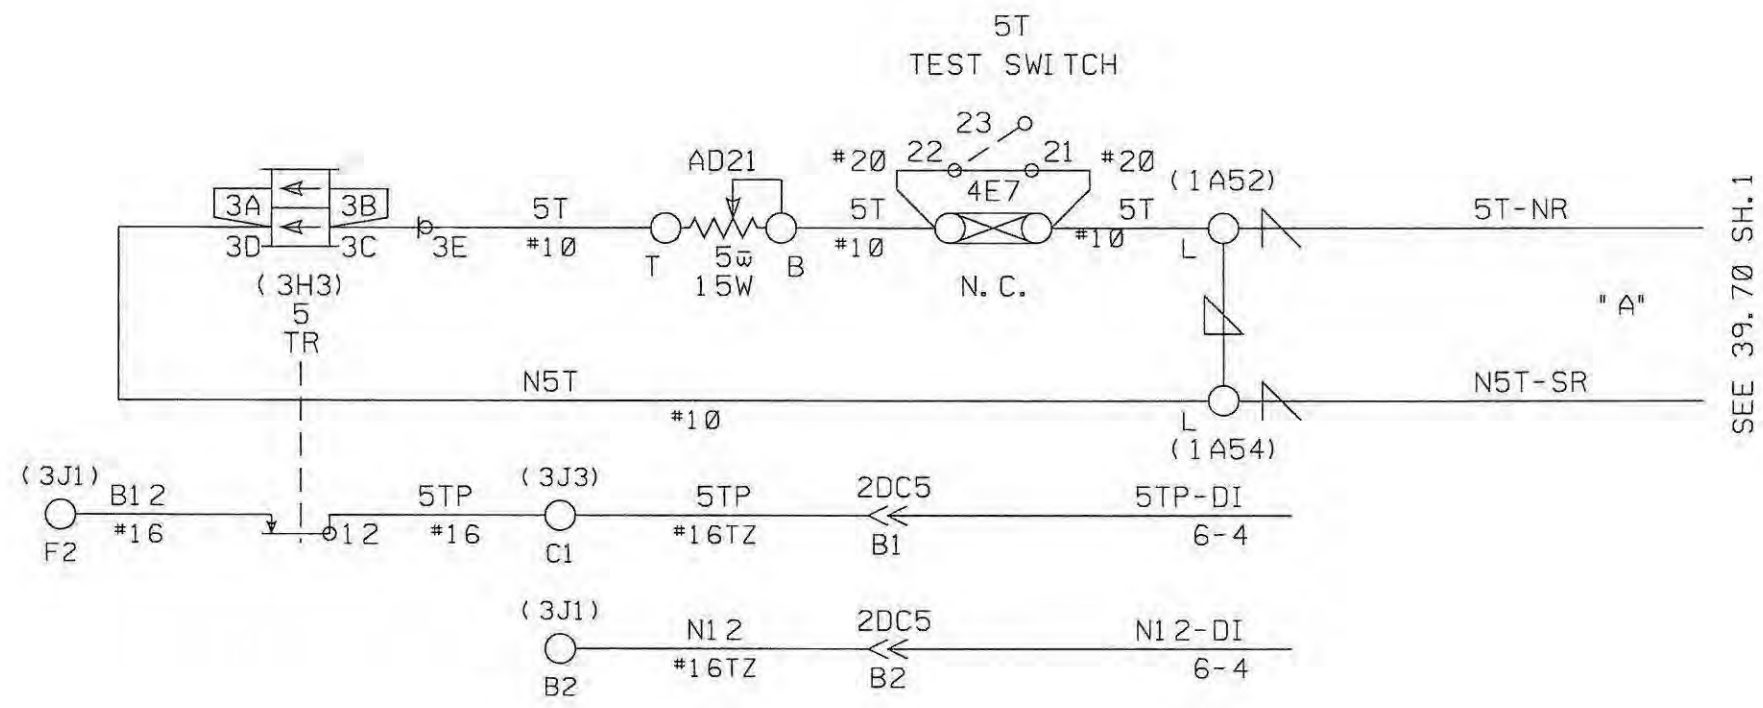 5T
TEST SWITCH
23
AD21
#20
22
21
#20
(1A52)
3A
3B
4E7
5T
5T
5T
5T-NR
3D
3C
3E
#10
T
5ω̄
B
#10
#10
L
(3H3)
15W
N.C.
"A"
5
TR
SEE 39.70 SH.1
N5T
N5T-SR
#10
L
(1A54)
(3J1)
B12
5TP
(3J3)
5TP
2DC5
5TP-DI
#16
12
#16
#16TZ
6-4
F2
C1
B1
(3J1)
N12
2DC5
N12-DI
#16TZ
6-4
B2
B2